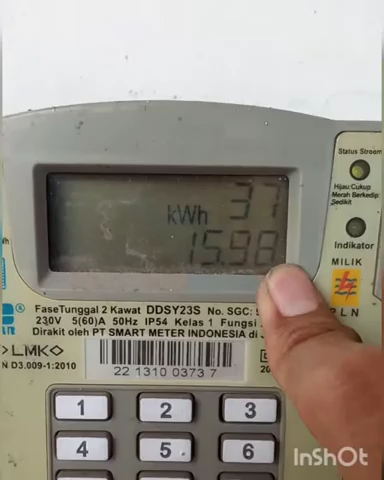 37
kWh
15.98
Status Stroom
Hijau:Cukup
Merah Berkedip:
Sedikit
Indikator
MILIK
PLN
FaseTunggal 2 Kawat DDSY23S No. SGC:
230V 5(60)A 50Hz IP54 Kelas 1 Fungsi
Dirakit oleh PT SMART METER INDONESIA di
LMK
D3.009-1:2010
22 1310 0373 7
20
1 2 3
4 5 6
InShOt